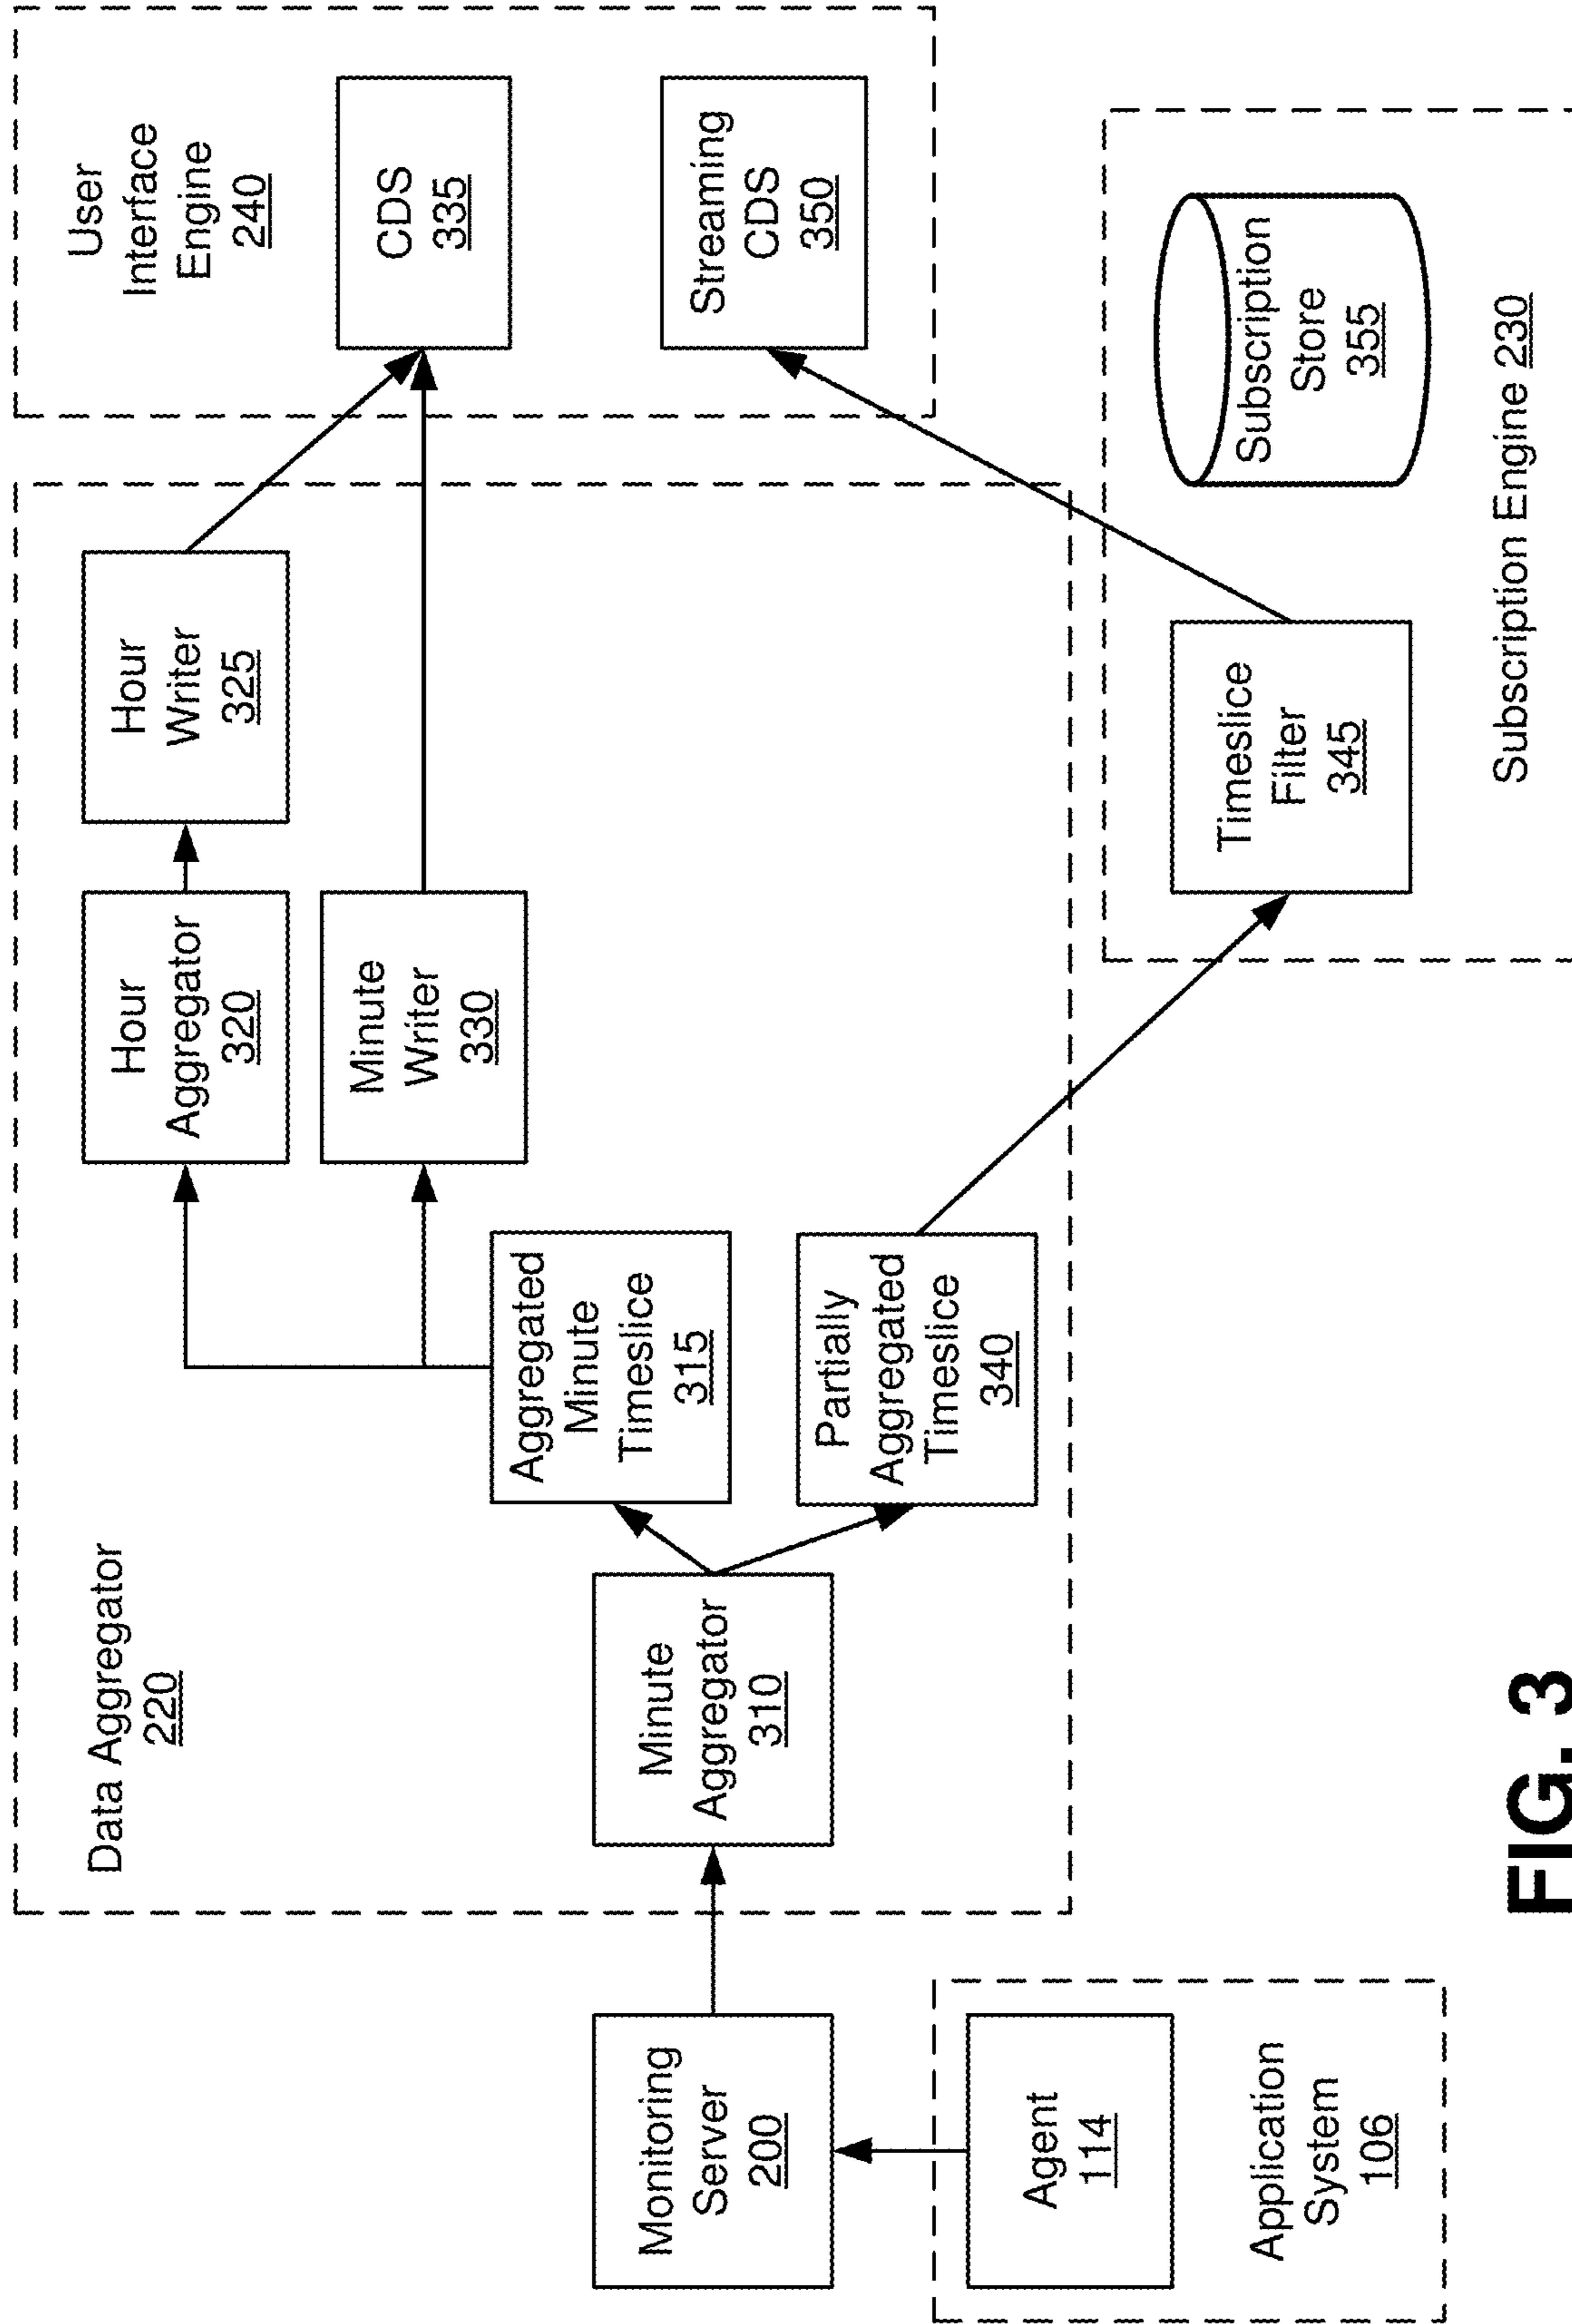 Data Aggregator
220
User
Interface
Engine
240
Hour
Aggregator
320
Hour
Writer
325
CDS
335
Minute
Writer
330
Aggregated
Minute
Timeslice
315
Streaming
CDS
350
Monitoring
Server
200
Minute
Aggregator
310
Partially
Aggregated
Timeslice
340
Agent
114
Application
System
106
Timeslice
Filter
345
Subscription
Store
355
Subscription Engine 230
FIG. 3